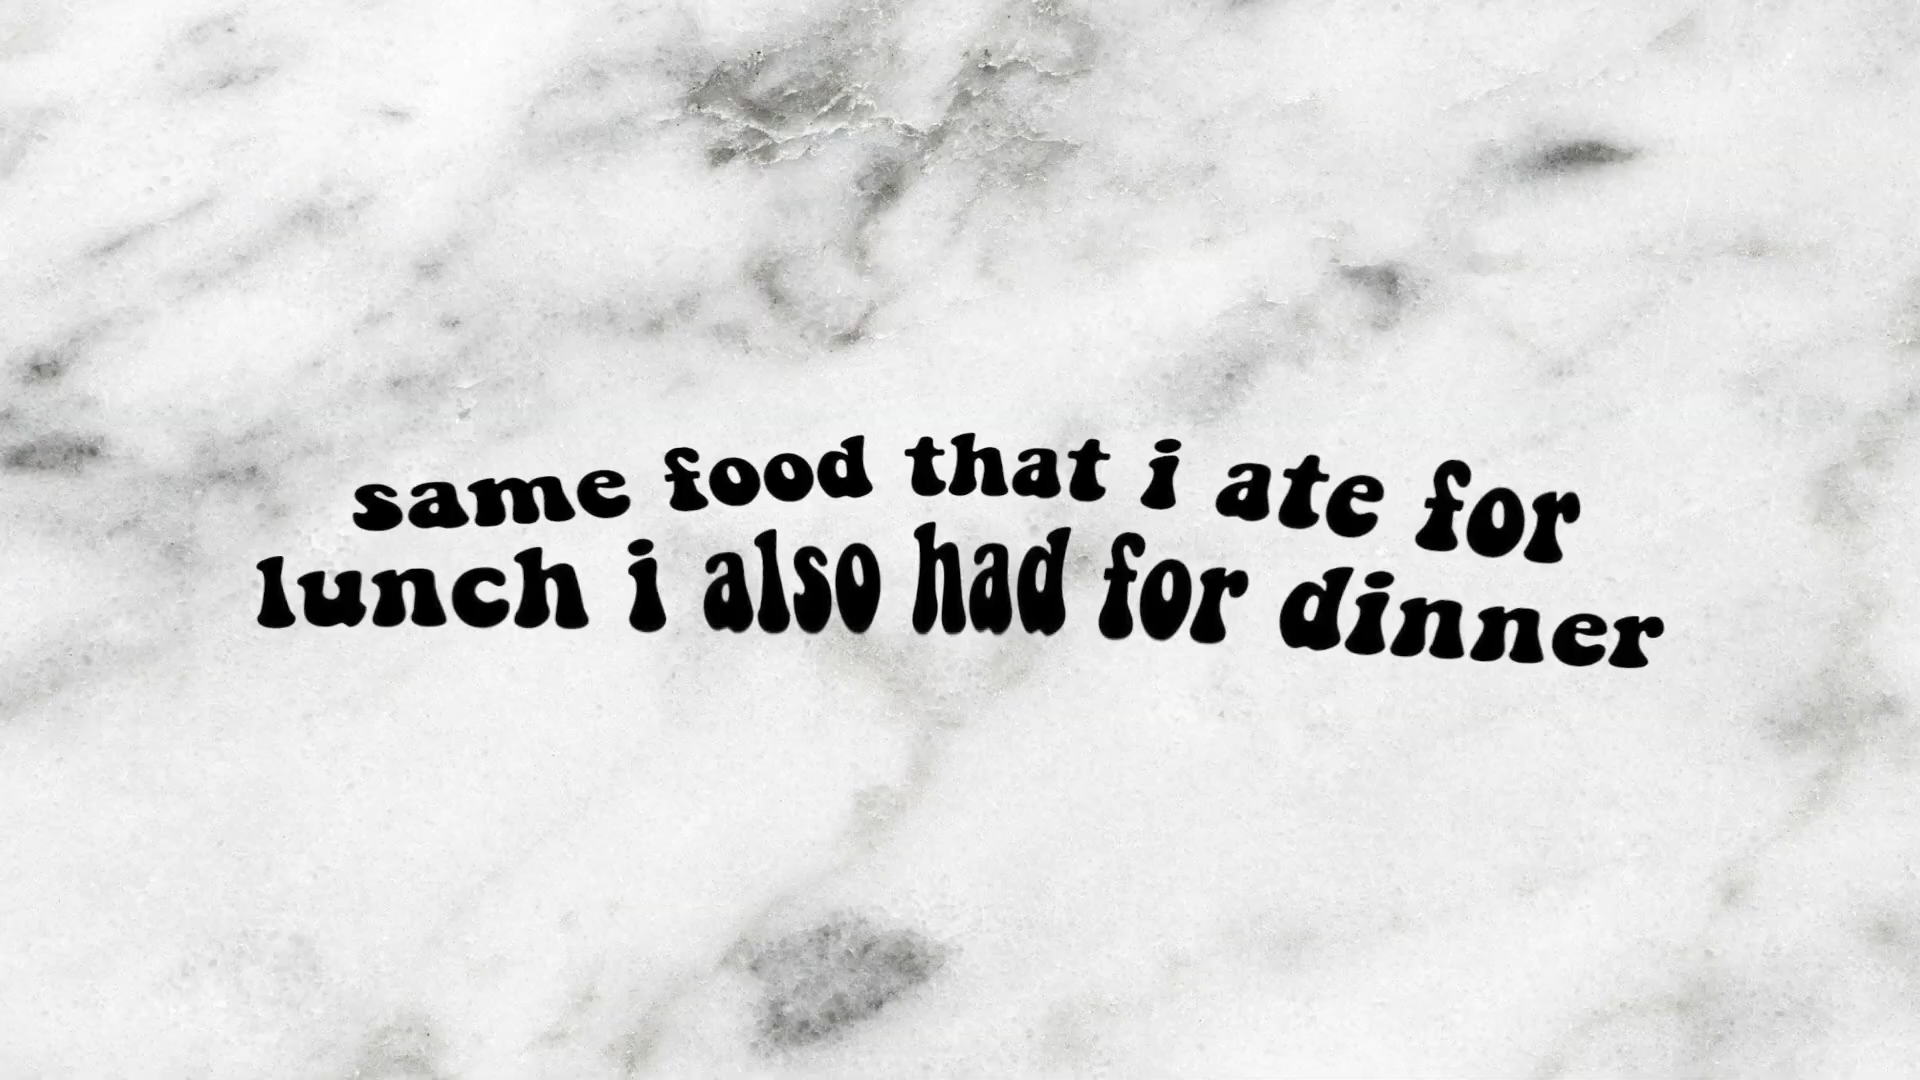 same food that i ate for
lunch i also had for dinner